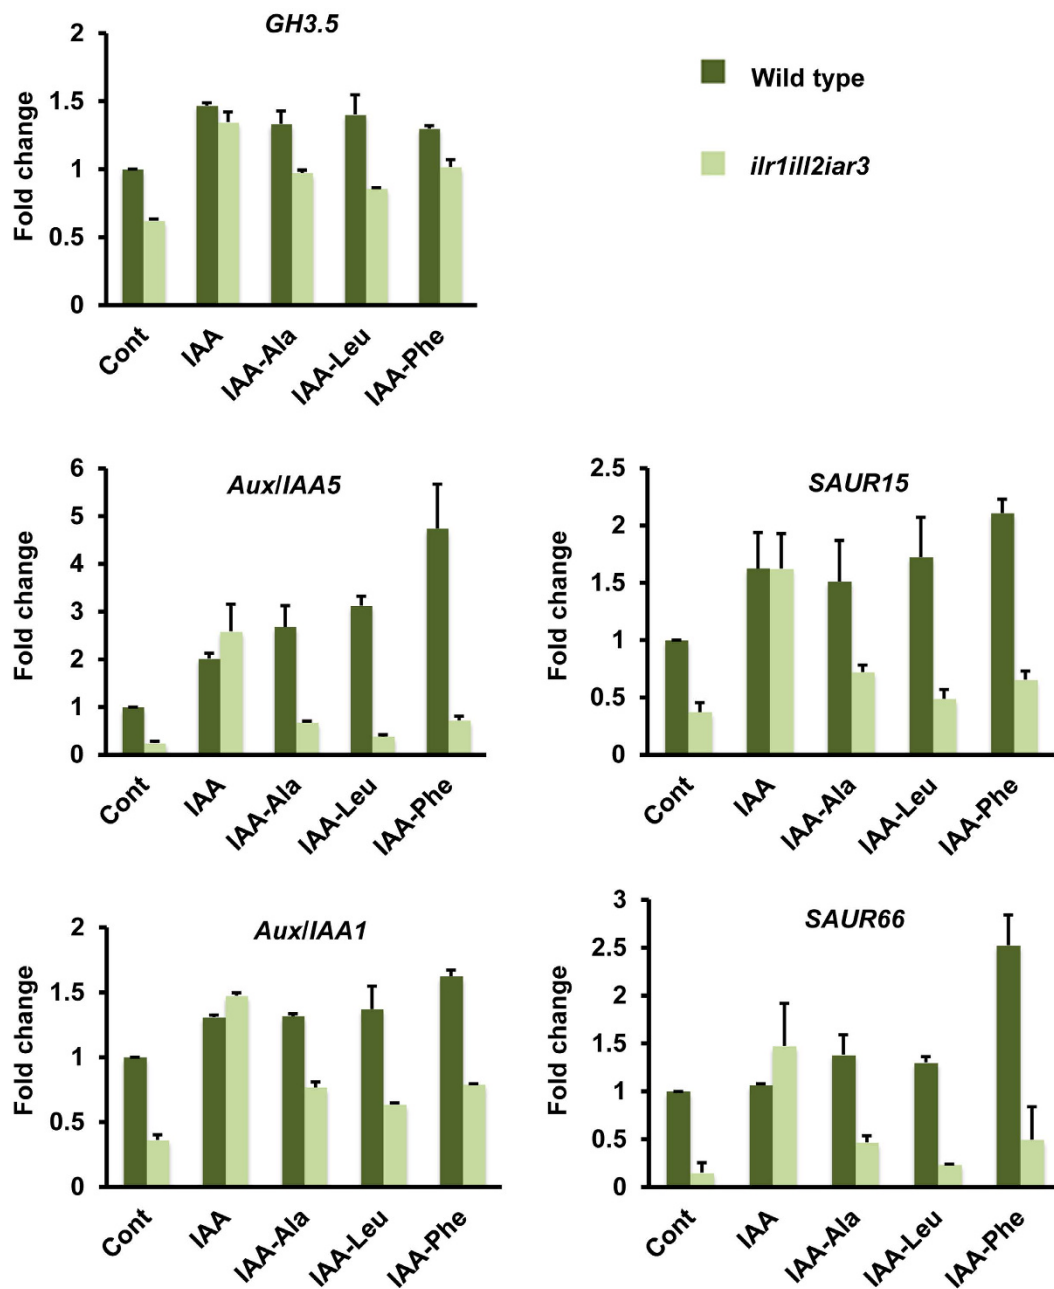 GH3.5
2
1.5
1
0.5
0
Fold change
Cont
IAA
IAA-Ala
IAA-Leu
IAA-Phe
Wild type
ilr1ill2iar3
Aux/IAA5
6
5
4
3
2
1
0
Fold change
Cont
IAA
IAA-Ala
IAA-Leu
IAA-Phe
SAUR15
2.5
2
1.5
1
0.5
0
Fold change
Cont
IAA
IAA-Ala
IAA-Leu
IAA-Phe
Aux/IAA1
2
1.5
1
0.5
0
Fold change
Cont
IAA
IAA-Ala
IAA-Leu
IAA-Phe
SAUR66
3
2.5
2
1.5
1
0.5
0
Fold change
Cont
IAA
IAA-Ala
IAA-Leu
IAA-Phe